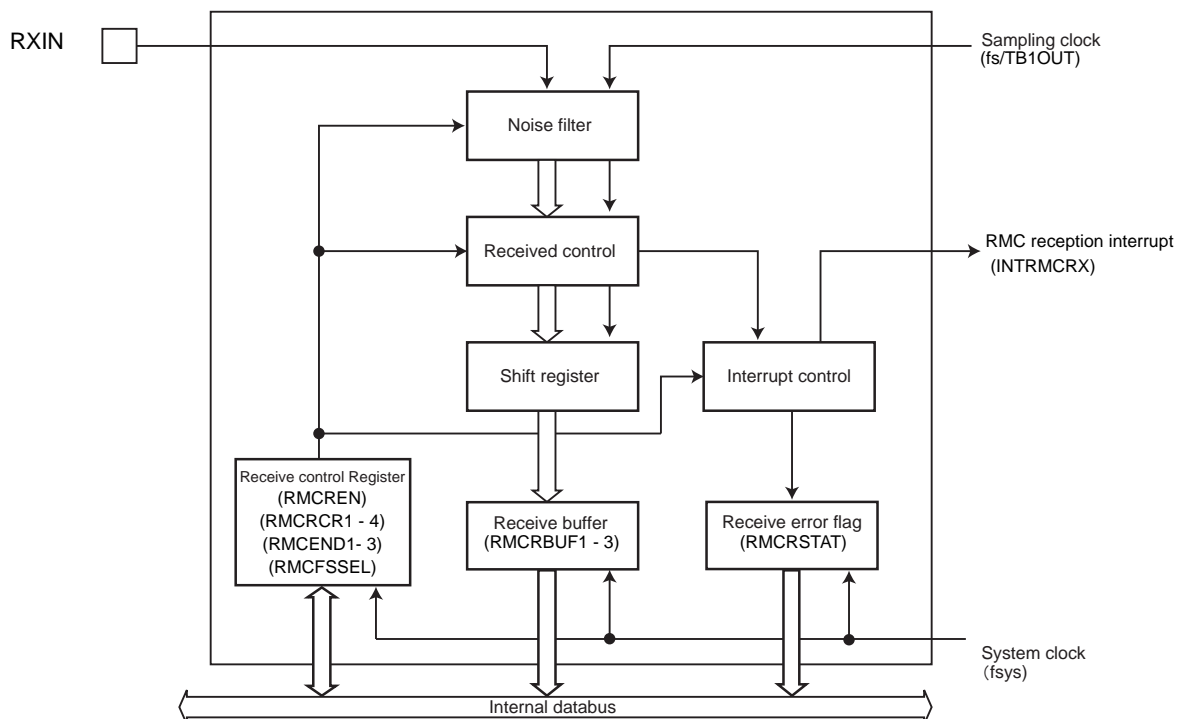 RXIN
Sampling clock
(fs/TB1OUT)
Noise filter
Received control
RMC reception interrupt
(INTRMCRX)
Shift register
Interrupt control
Receive control Register
(RMCREN)
(RMCRCR1 - 4)
(RMCEND1- 3)
(RMCFSSEL)
Receive buffer
(RMCRBUF1 - 3)
Receive error flag
(RMCRSTAT)
System clock
(fsys)
Internal databus